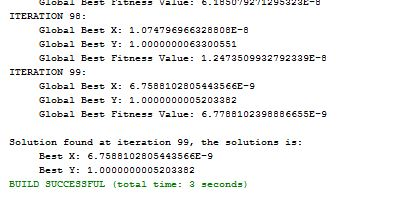 Global Best Fitness Value: 6.185079271295323E-8
ITERATION 98:
Global Best X: 1.074796966328808E-8
Global Best Y: 1.0000000063300551
Global Best Fitness Value: 1.2473509932792339E-8
ITERATION 99:
Global Best X: 6.7588102805443566E-9
Global Best Y: 1.0000000005203382
Global Best Fitness Value: 6.7788102398886655E-9
Solution found at iteration 99, the solutions is:
Best X: 6.7588102805443566E-9
Best Y: 1.0000000005203382
BUILD SUCCESSFUL (total time: 3 seconds)